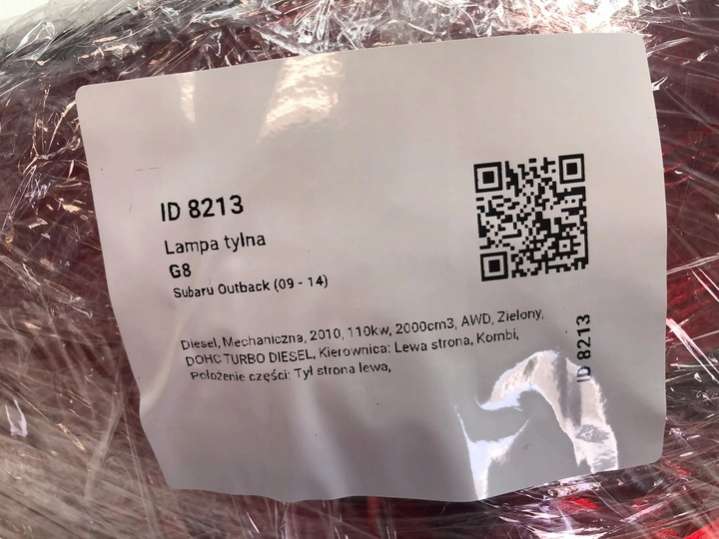 ID 8213
Lampa tylna
G8
Subaru Outback (09 - 14)
Diesel, Mechaniczna, 2010, 110kw, 2000cm3, AWD, Zielony,
DOHC TURBO DIESEL, Kierownica: Lewa strona, Kombi,
Położenie części: Tył strona lewa,
ID 8213